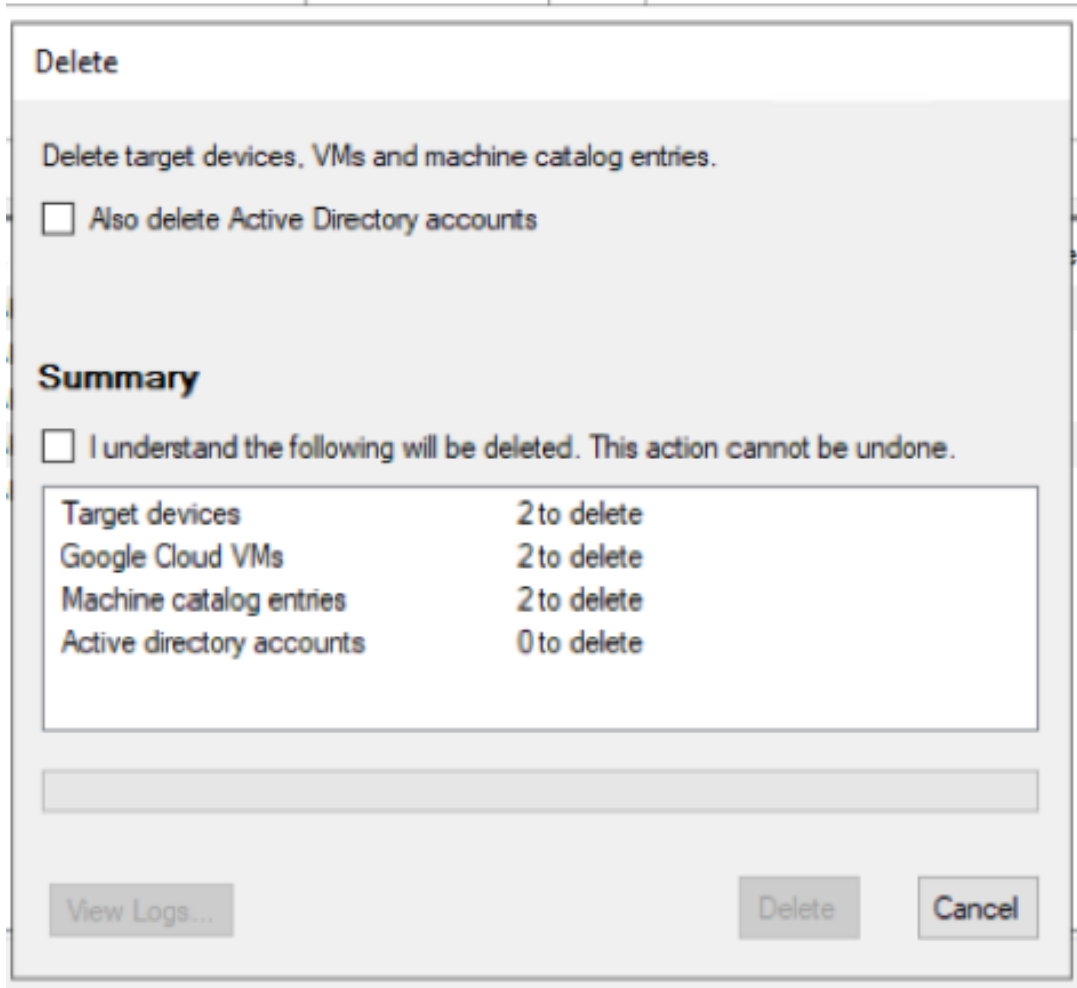 Delete
Delete target devices, VMs and machine catalog entries.
Also delete Active Directory accounts
Summary
I understand the following will be deleted. This action cannot be undone.
Target devices 2 to delete
Google Cloud VMs 2 to delete
Machine catalog entries 2 to delete
Active directory accounts 0 to delete
View Logs... Delete Cancel